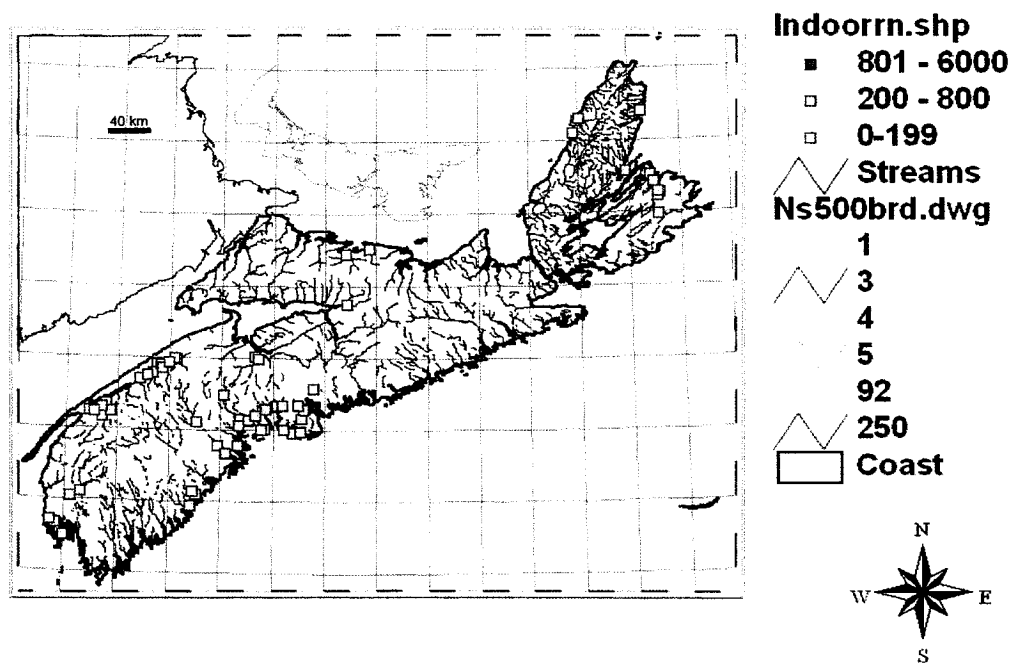 40 km
Indoorrn.shp
801 - 6000
200 - 800
0-199
Streams
Ns500brd.dwg
1
3
4
5
92
250
Coast
N
W E
S